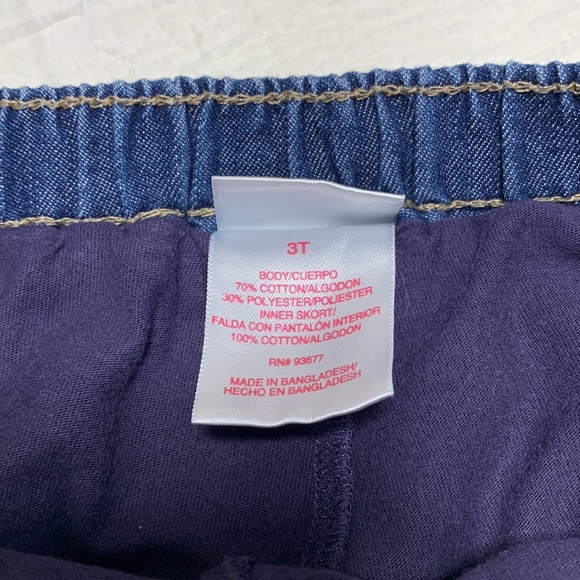 3T
BODY/CUERPO
70% COTTON/ALGODON
30% POLYESTER/POLIESTER
INNER SKORT/
FALDA CON PANTALÓN INTERIOR
100% COTTON/ALGODON
RN# 93677
MADE IN BANGLADESH/
HECHO EN BANGLADESH